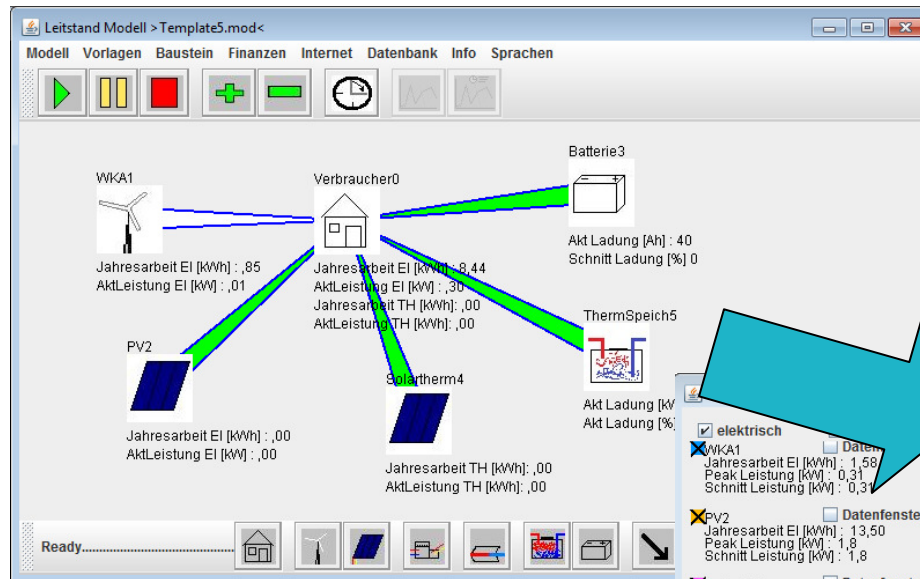 Leitstand Modell >Template5.mod<
Modell Vorlagen Baustein Finanzen Internet Datenbank Info Sprachen
Batterie3
WKA1
Verbraucher0
Akt Ladung [Ah] : 40
Schnitt Ladung [%] 0
Jahresarbeit El [kWh] : ,85
AktLeistung El [kW] : ,01
Jahresarbeit El [kWh] : 8,44
AktLeistung El [kW] : ,30
Jahresarbeit TH [kWh]: ,00
AktLeistung TH [kW]: ,00
ThermSpeich5
PV2
Solartherm4
Akt Ladung
Akt Ladung [%]
Jahresarbeit El [kWh] : ,00
AktLeistung El [kW] : ,00
Jahresarbeit TH [kWh]: ,00
AktLeistung TH [kW]: ,00
elektrisch
WKA1
Jahresarbeit El [kWh] : 1,58
Peak Leistung [kW] : 0,31
Schnitt Leistung [kW] : 0,31
PV2 Datenfenste
Jahresarbeit El [kWh] : 13,50
Peak Leistung [kW] : 1,8
Schnitt Leistung [kW] : 1,8
Ready